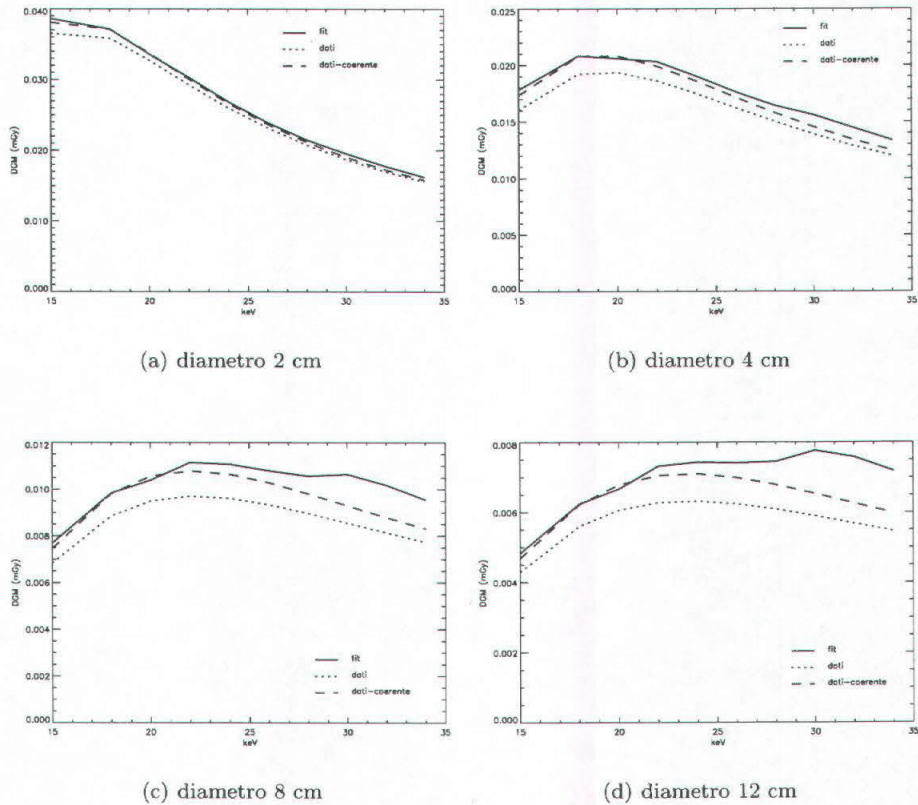 0.040
0.030
0.020
0.010
0.000
DGM (mGy)
15 20 25 30 35
keV
fit
dati
dati-coerente
(a) diametro 2 cm
0.025
0.020
0.015
0.010
0.005
0.000
DGM (mGy)
15 20 25 30 35
keV
fit
dati
dati-coerente
(b) diametro 4 cm
0.012
0.010
0.008
0.006
0.004
0.002
0.000
DGM (mGy)
15 20 25 30 35
keV
fit
dati
dati-coerente
(c) diametro 8 cm
0.008
0.006
0.004
0.002
0.000
DGM (mGy)
15 20 25 30 35
keV
fit
dati
dati-coerente
(d) diametro 12 cm